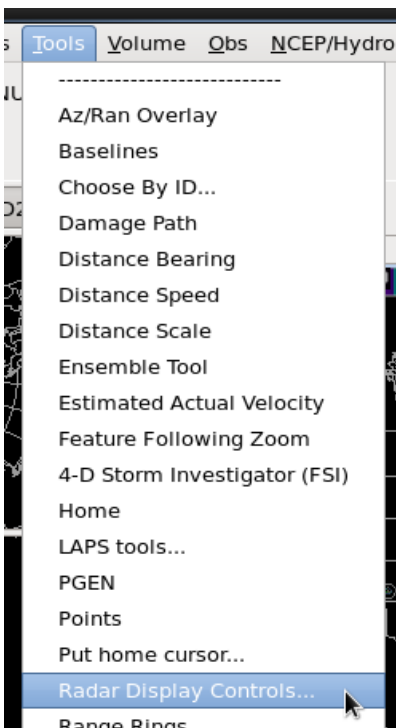 s Tools Volume Obs NCEP/Hydro
----------------------------
Az/Ran Overlay
Baselines
Choose By ID...
Damage Path
Distance Bearing
Distance Speed
Distance Scale
Ensemble Tool
Estimated Actual Velocity
Feature Following Zoom
4-D Storm Investigator (FSI)
Home
LAPS tools...
PGEN
Points
Put home cursor...
Radar Display Controls...
Range Rings